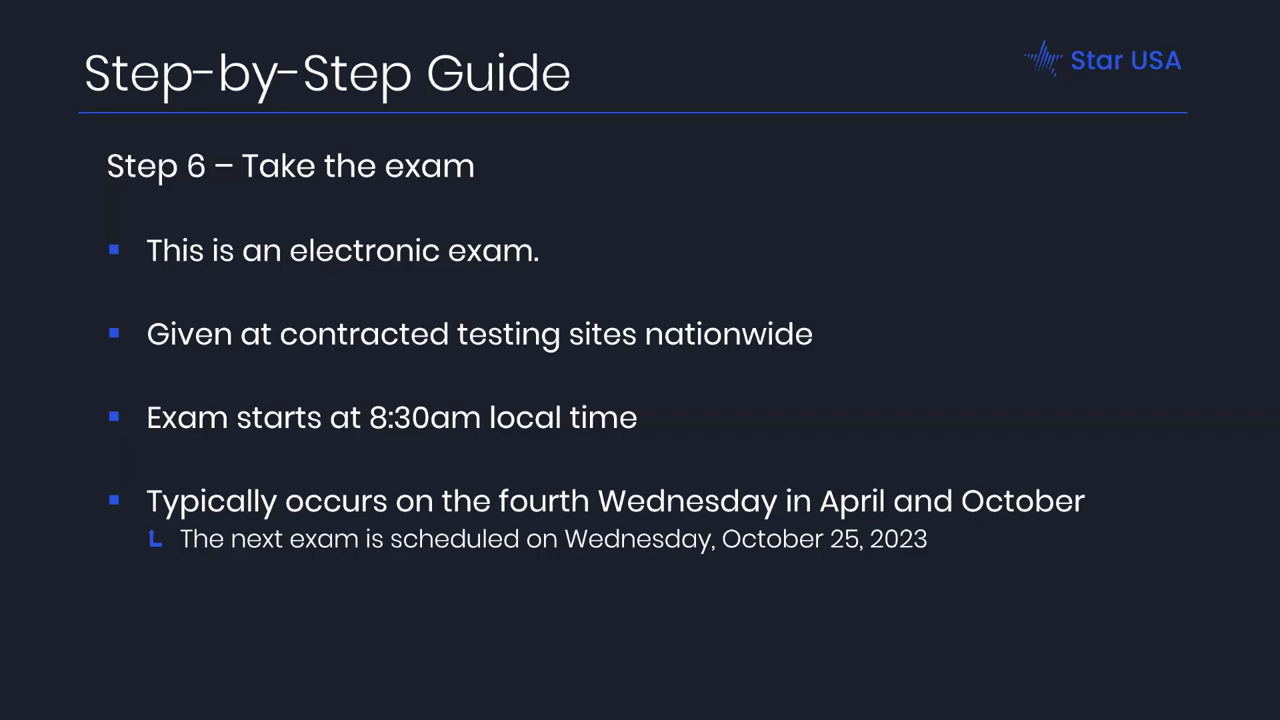 Step-by-Step Guide
Star USA
Step 6 – Take the exam
This is an electronic exam.
Given at contracted testing sites nationwide
Exam starts at 8:30am local time
Typically occurs on the fourth Wednesday in April and October
The next exam is scheduled on Wednesday, October 25, 2023